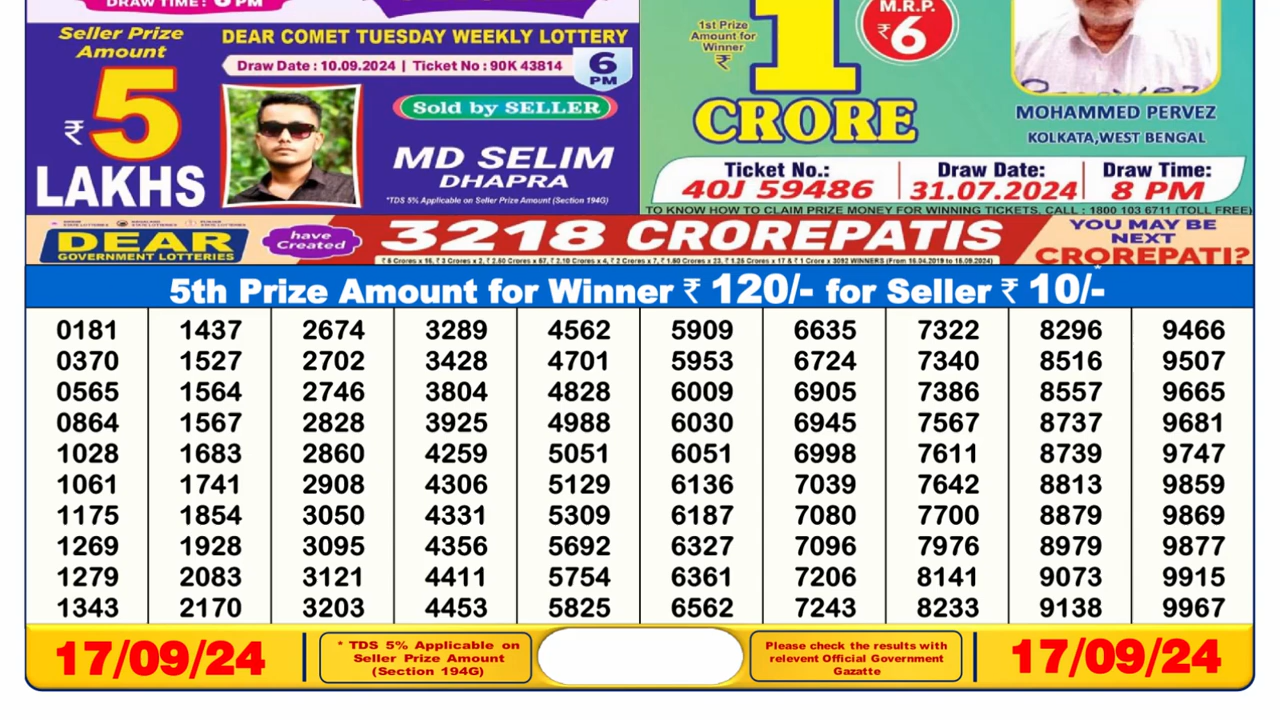 DRAW TIME: 6 PM
Seller Prize
Amount
₹5
LAKHS
DEAR COMET TUESDAY WEEKLY LOTTERY
Draw Date : 10.09.2024 | Ticket No : 90K 43814
6
PM
Sold by SELLER
MD SELIM
DHAPRA
*TDS 5% Applicable on Seller Prize Amount (Section 194G)
1st Prize
Amount for
Winner
₹
1
CRORE
M.R.P.
₹6
MOHAMMED PERVEZ
KOLKATA,WEST BENGAL
Ticket No.: Draw Date: Draw Time:
40J 59486 31.07.2024 8 PM
TO KNOW HOW TO CLAIM PRIZE MONEY FOR WINNING TICKETS, CALL : 1800 103 6711 (TOLL FREE)
DEAR
GOVERNMENT LOTTERIES
have
Created
3218 CROREPATIS
YOU MAY BE
NEXT
CROREPATI?
5th Prize Amount for Winner ₹ 120/- for Seller ₹ 10/-*
0181 1437 2674 3289 4562 5909 6635 7322 8296 9466
0370 1527 2702 3428 4701 5953 6724 7340 8516 9507
0565 1564 2746 3804 4828 6009 6905 7386 8557 9665
0864 1567 2828 3925 4988 6030 6945 7567 8737 9681
1028 1683 2860 4259 5051 6051 6998 7611 8739 9747
1061 1741 2908 4306 5129 6136 7039 7642 8813 9859
1175 1854 3050 4331 5309 6187 7080 7700 8879 9869
1269 1928 3095 4356 5692 6327 7096 7976 8979 9877
1279 2083 3121 4411 5754 6361 7206 8141 9073 9915
1343 2170 3203 4453 5825 6562 7243 8233 9138 9967
17/09/24
* TDS 5% Applicable on
Seller Prize Amount
(Section 194G)
Please check the results with
relevent Official Government
Gazatte
17/09/24